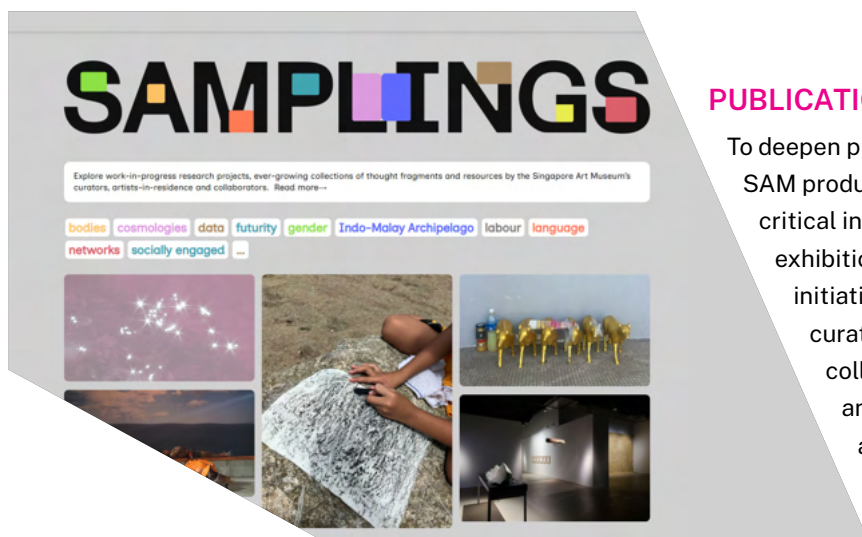 SAMPLINGS
Explore work-in-progress research projects, ever-growing collections of thought fragments and resources by the Singapore Art Museum's
curators, artists-in-residence and collaborators. Read more→
bodies cosmologies data futurity gender Indo-Malay Archipelago labour language
networks socially engaged ...
PUBLICATIO
To deepen p
SAM produ
critical in
exhibitio
initiati
curat
coll
an
a